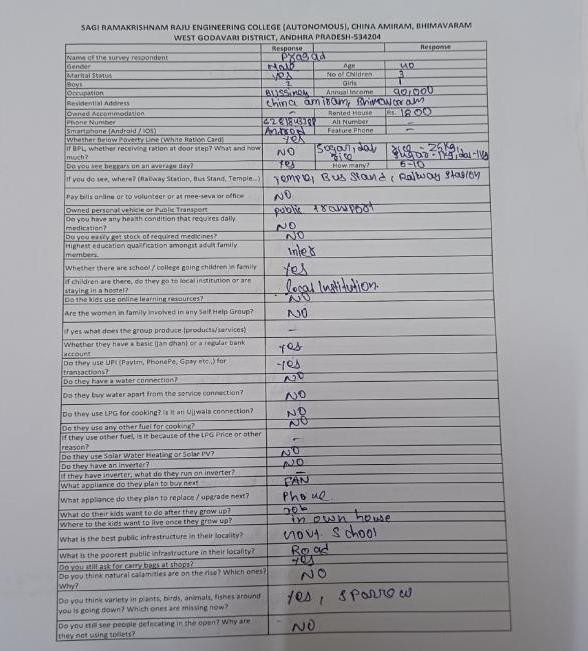 SAGI RAMAKRISHNAM RAJU ENGINEERING COLLEGE (AUTONOMOUS), CHINA AMIRAM, BHIMAVARAM
WEST GODAVARI DISTRICT, ANDHRA PRADESH-534204
Response Response
Name of the survey respondent Prasad
Gender Male Age 40
Marital Status yes No of Children 3
Boys 2 Girls 1
Occupation Bussiness Annual Income 90,000
Residential Address china amiram, Bhimavaram
Owned Accommodation - Rented House Rs. 1800
Phone Number Alt Number -
Smartphone (Android / IOS) Android Feature Phone -
Whether Below Poverty Line (White Ration Card) yes
If BPL, whether receiving ration at door step? What and how much? NO Sugar, dal rice rice - 25kg, sugar-1kg, dal-1kg
Do you see beggars on an average day? yes How many? 6-10
If you do see, where? (Railway Station, Bus Stand, Temple...) Temple, Bus Stand, Railway Station
Pay bills online or to volunteer or at mee-seva or office NO
Owned personal vehicle or Public Transport public transport
Do you have any health condition that requires daily
medication? NO
Do you easily get stock of required medicines? NO
Highest education qualification amongst adult family
members. inter
Whether there are school / college going children in family yes
If children are there, do they go to local institution or are
staying in a hostel? local Institution.
Do the kids use online learning resources? NO
Are the women in family involved in any Self Help Group? NO
If yes what does the group produce (products/services) -
Whether they have a basic (Jan dhan) or a regular bank
account yes
Do they use UPI (Paytm, PhonePe, Gpay etc.,) for
transactions? yes
Do they have a water connection? NO
Do they buy water apart from the service connection? NO
Do they use LPG for cooking? Is it an Ujjwala connection? NO
Do they use any other fuel for cooking? NO
If they use other fuel, is it because of the LPG Price or other
reason? -
Do they use Solar Water Heating or Solar PV? NO
Do they have an inverter? NO
If they have inverter, what do they run on inverter? -
What appliance do they plan to buy next FAN
What appliance do they plan to replace / upgrade next? Phone
What do their kids want to do after they grow up? Job
Where to the kids want to live once they grow up? in own house
What is the best public infrastructure in their locality? Govt. School
What is the poorest public infrastructure in their locality? Road
Do you still ask for carry bags at shops? yes
Do you think natural calamities are on the rise? Which ones?
Why? NO
Do you think variety in plants, birds, animals, fishes around
you is going down? Which ones are missing now? yes, sparrow
Do you still see people defecating in the open? Why are
they not using toilets? NO